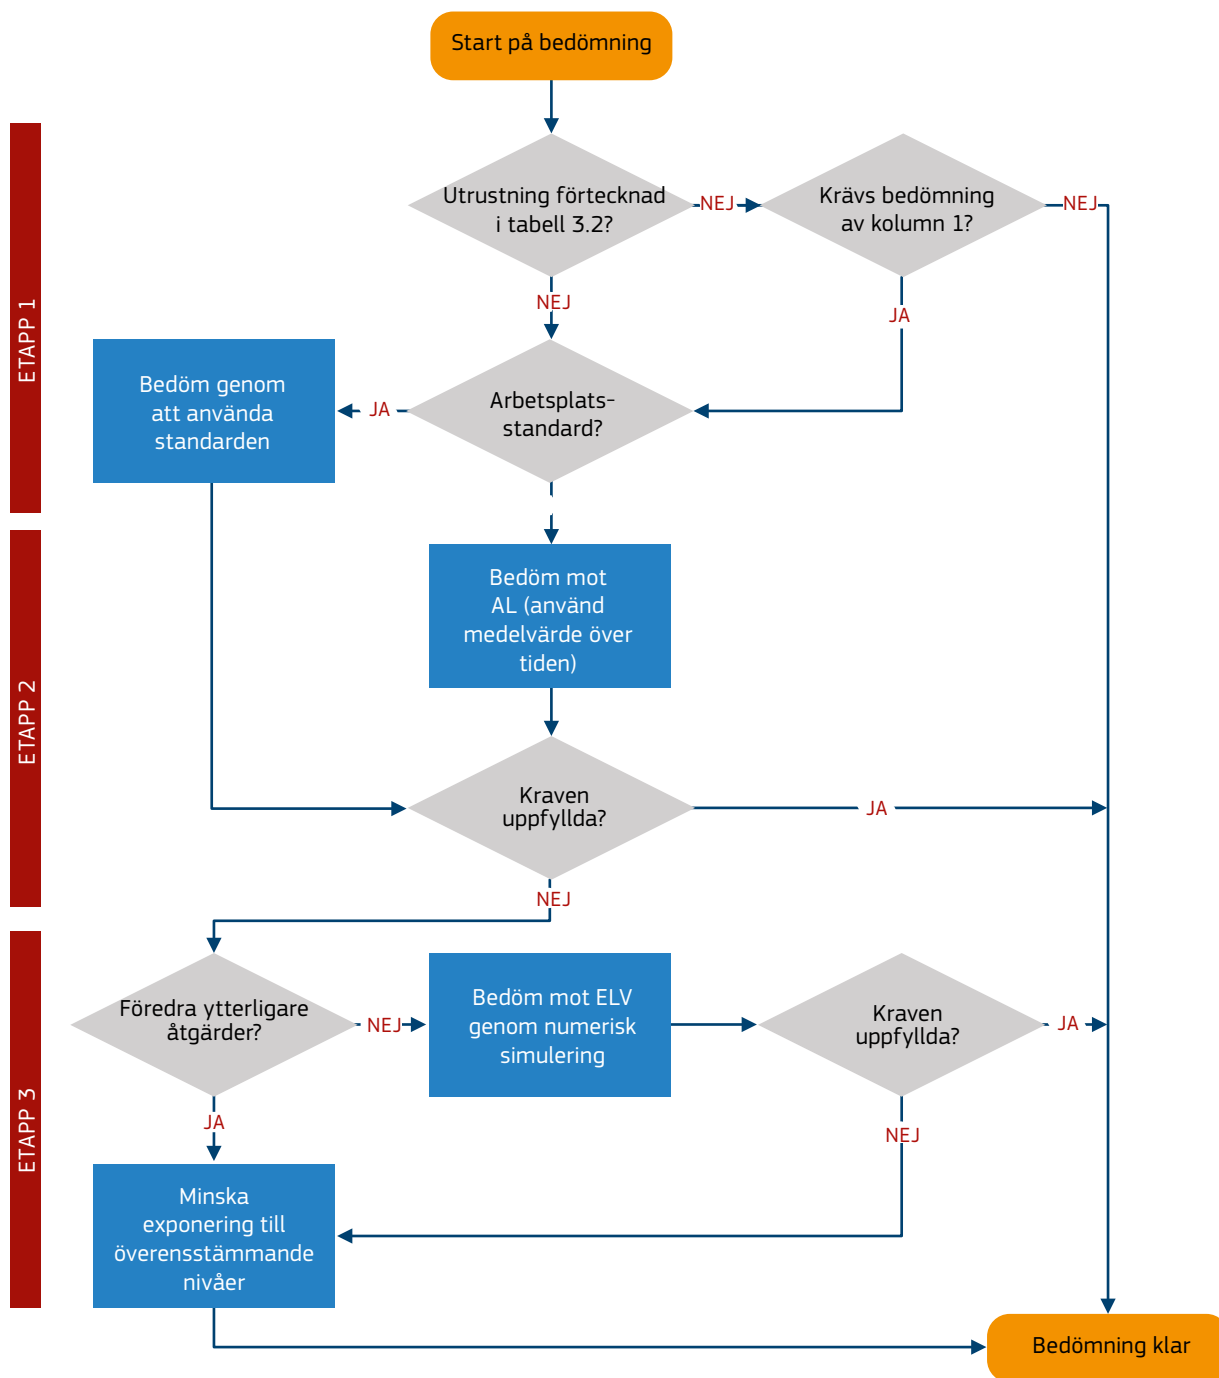 Start på bedömning
ETAPP 1
Utrustning förtecknad
i tabell 3.2?
NEJ
Krävs bedömning
av kolumn 1?
NEJ
NEJ
JA
Bedöm genom
att använda
standarden
JA
Arbetsplats-
standard?
ETAPP 2
Bedöm mot
AL (använd
medelvärde över
tiden)
Kraven
uppfyllda?
JA
NEJ
ETAPP 3
Föredra ytterligare
åtgärder?
NEJ
Bedöm mot ELV
genom numerisk
simulering
Kraven
uppfyllda?
JA
JA
NEJ
Minska
exponering till
överensstämmande
nivåer
Bedömning klar